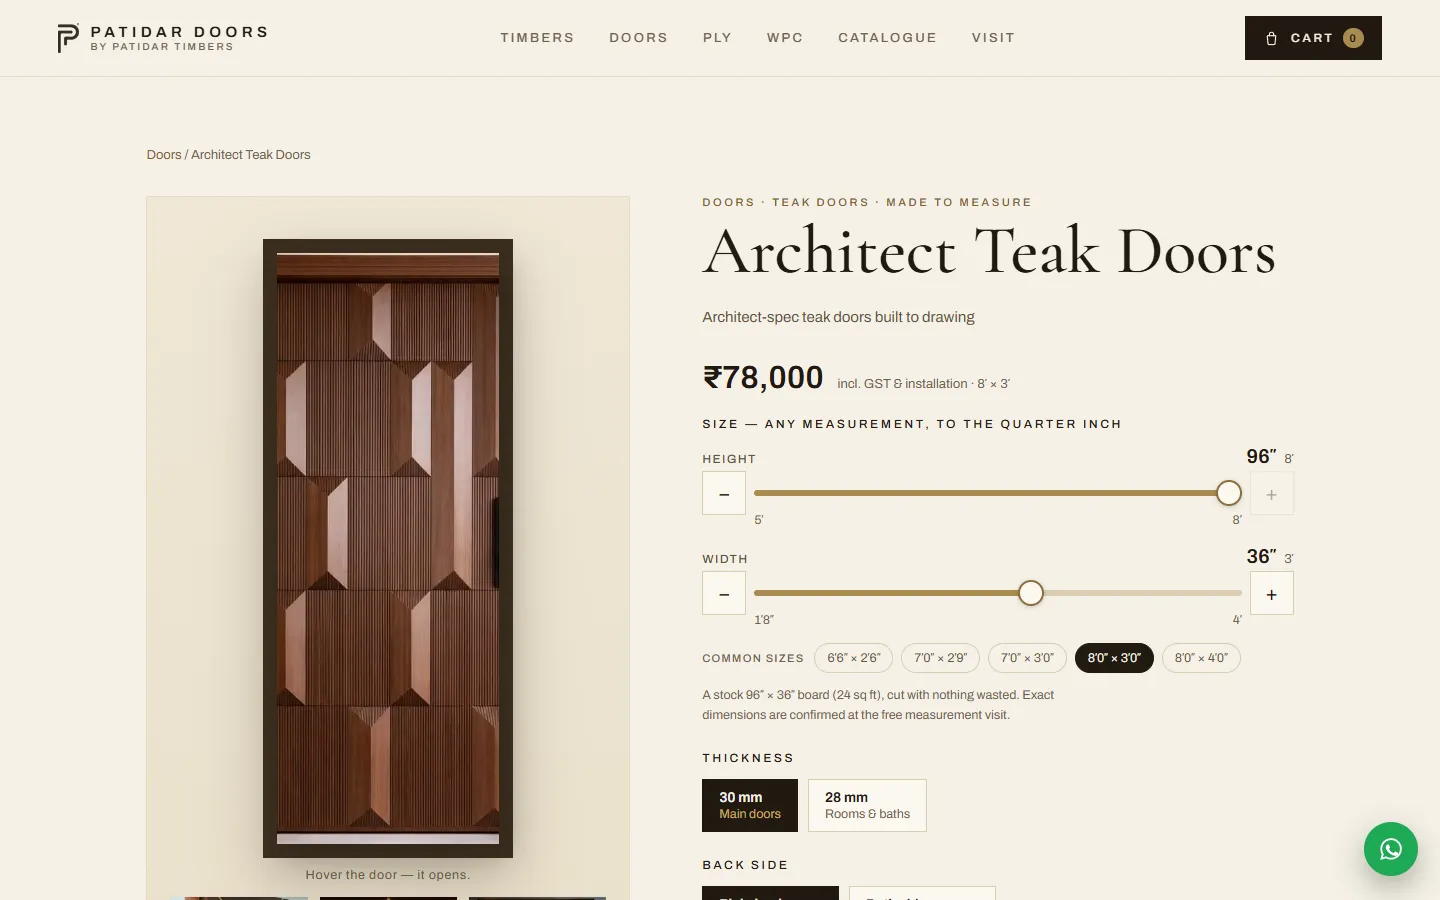 PATIDAR DOORS
BY PATIDAR TIMBERS
TIMBERS DOORS PLY WPC CATALOGUE VISIT
CART 0
Doors / Architect Teak Doors
DOORS · TEAK DOORS · MADE TO MEASURE
Architect Teak Doors
Architect-spec teak doors built to drawing
₹78,000 incl. GST & installation · 8′ × 3′
SIZE — ANY MEASUREMENT, TO THE QUARTER INCH
HEIGHT 96″ 8′
− +
5′ 8′
WIDTH 36″ 3′
− +
1′8″ 4′
COMMON SIZES 6′6″ × 2′6″ 7′0″ × 2′9″ 7′0″ × 3′0″ 8′0″ × 3′0″ 8′0″ × 4′0″
A stock 96″ × 36″ board (24 sq ft), cut with nothing wasted. Exact
dimensions are confirmed at the free measurement visit.
THICKNESS
30 mm 28 mm
Main doors Rooms & baths
BACK SIDE
Hover the door — it opens.